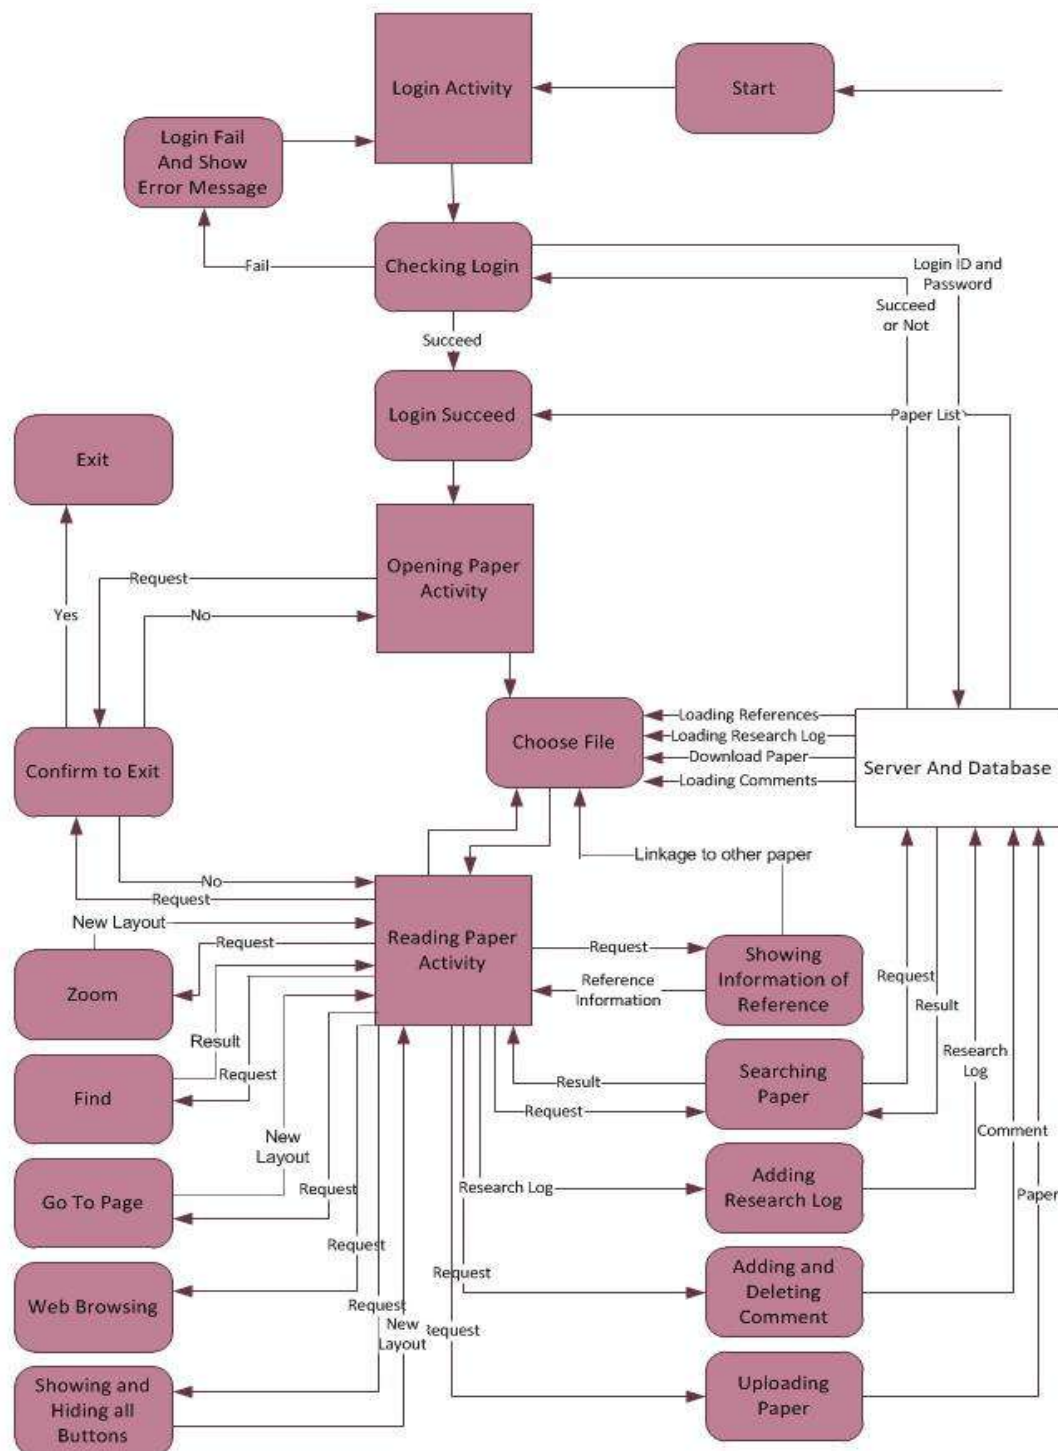 Login Activity
Start
Login Fail
And Show
Error Message
Checking Login
Fail
Login ID and
Password
Succeed
or Not
Succeed
Login Succeed
Paper List
Exit
Opening Paper
Activity
Request
Yes
No
Choose File
Loading References
Loading Research Log
Download Paper
Loading Comments
Server And Database
Confirm to Exit
Linkage to other paper
No
Request
New Layout
Reading Paper
Activity
Request
Zoom
Request
Reference
Information
Showing
Information of
Reference
Request
Result
Result
Request
Find
Result
Request
Searching
Paper
Research
Log
New
Layout
Comment
Go To Page
Request
Research Log
Adding
Research Log
Paper
Request
Web Browsing
Request
Adding and
Deleting
Comment
Request
New
Layout
Request
Showing and
Hiding all
Buttons
Uploading
Paper